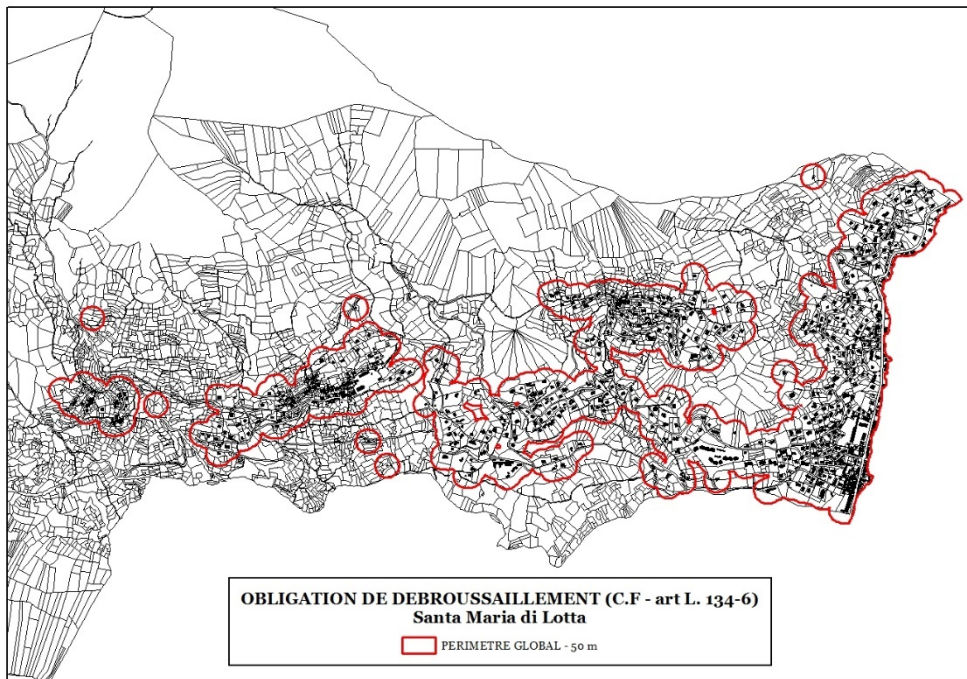 OBLIGATION DE DEBROUSSAILLEMENT (C.F - art L. 134-6)
Santa Maria di Lotta
PERIMETRE GLOBAL - 50 m